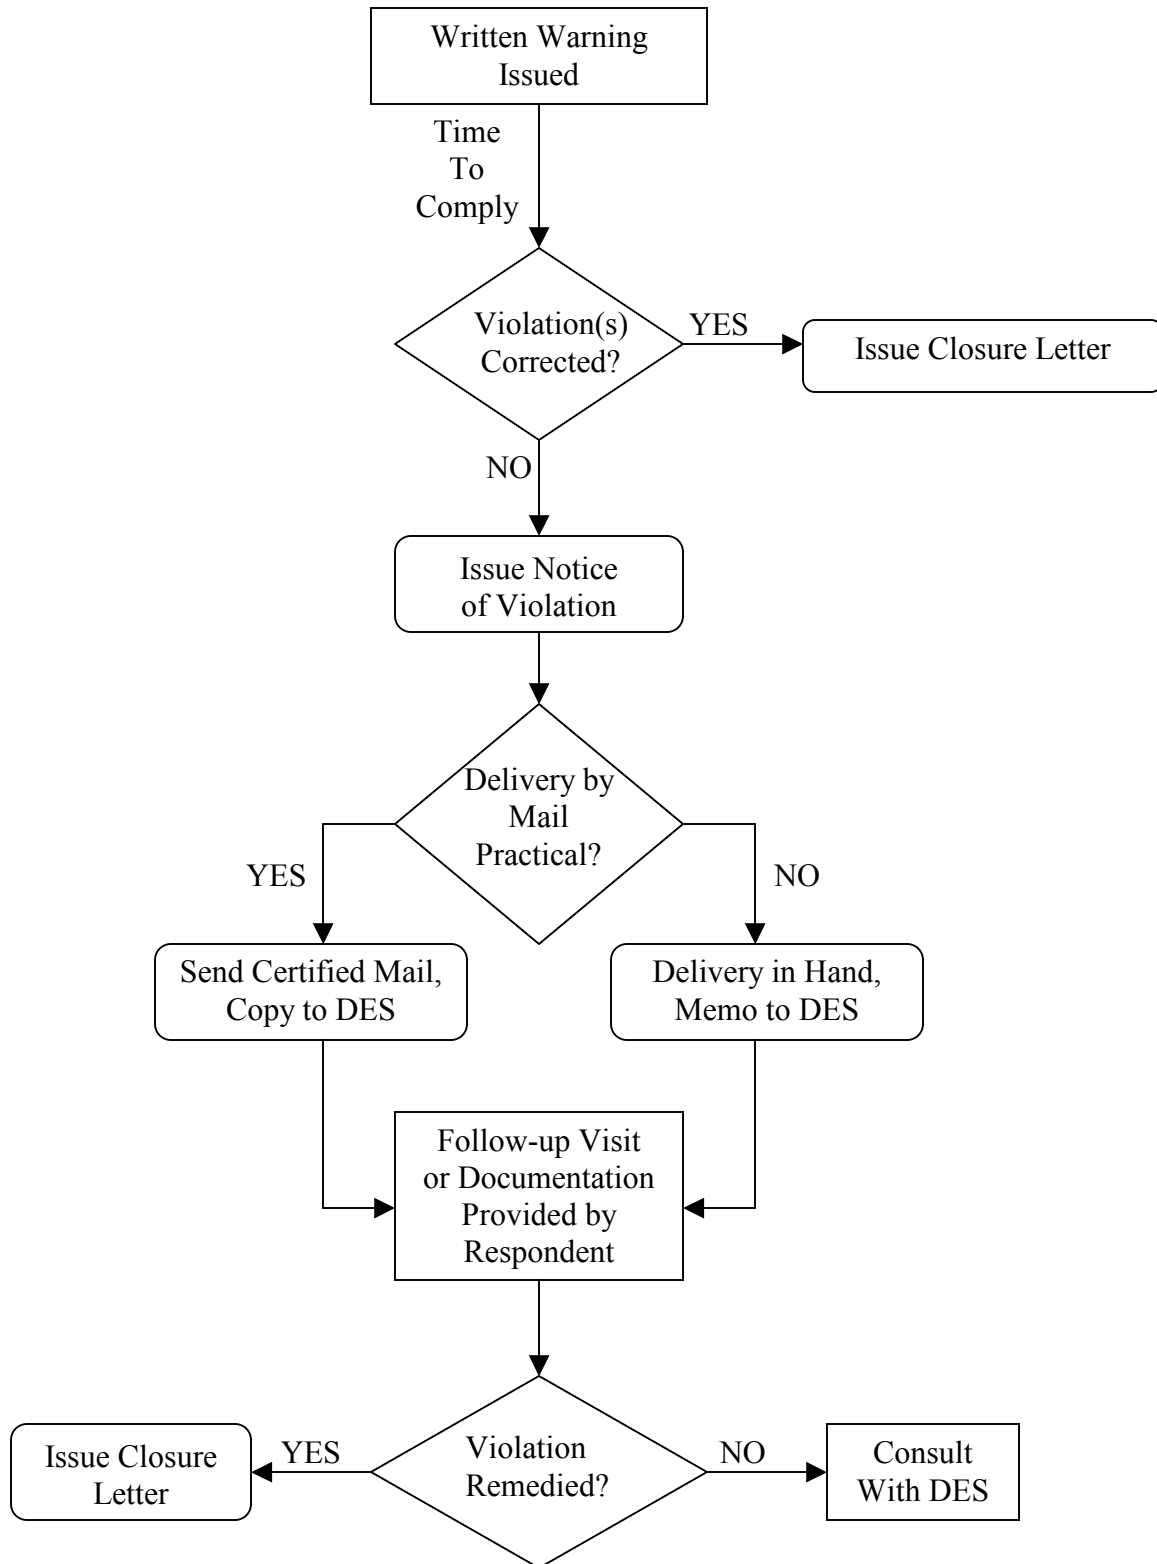 Written Warning
Issued
Time
To
Comply
Violation(s)
Corrected?
YES
Issue Closure Letter
NO
Issue Notice
of Violation
Delivery by
Mail
Practical?
YES
NO
Send Certified Mail,
Copy to DES
Delivery in Hand,
Memo to DES
Follow-up Visit
or Documentation
Provided by
Respondent
Issue Closure
Letter
YES
Violation
Remedied?
NO
Consult
With DES